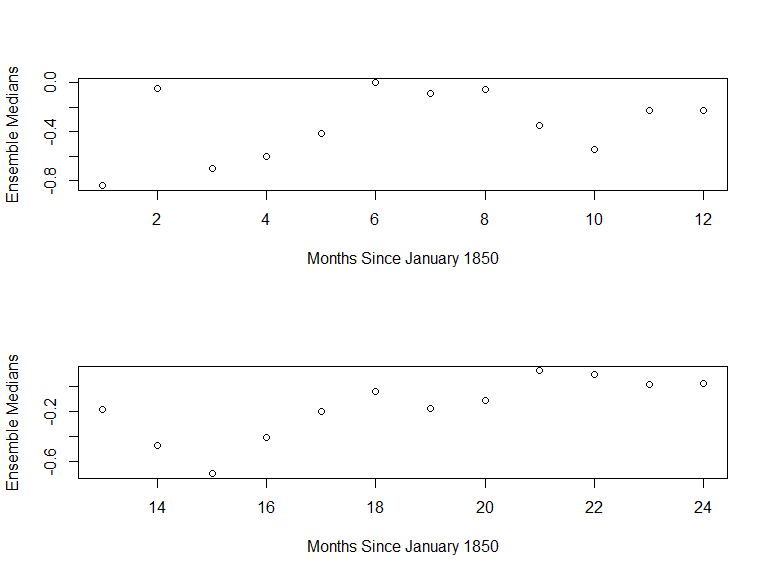 Ensemble Medians
0.0
-0.4
-0.8
2 4 6 8 10 12
Months Since January 1850
Ensemble Medians
-0.2
-0.6
14 16 18 20 22 24
Months Since January 1850